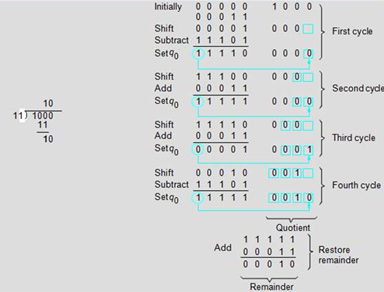 10
11)1000
11
10
Initially 0 0 0 0 0 1 0 0 0
0 0 0 1 1
Shift 0 0 0 0 1 0 0 0
Subtract 1 1 1 0 1
Set q0 1 1 1 1 0 0 0 0 0
First cycle
Shift 1 1 1 0 0 0 0 0
Add 0 0 0 1 1
Set q0 1 1 1 1 1 0 0 0 0
Second cycle
Shift 1 1 1 1 0 0 0 0
Add 0 0 0 1 1
Set q0 0 0 0 0 1 0 0 0 1
Third cycle
Shift 0 0 0 1 0 0 0 1
Subtract 1 1 1 0 1
Set q0 1 1 1 1 1 0 0 1 0
Fourth cycle
Quotient
1 1 1 1 1
Add 0 0 0 1 1
0 0 0 1 0
Restore
remainder
Remainder